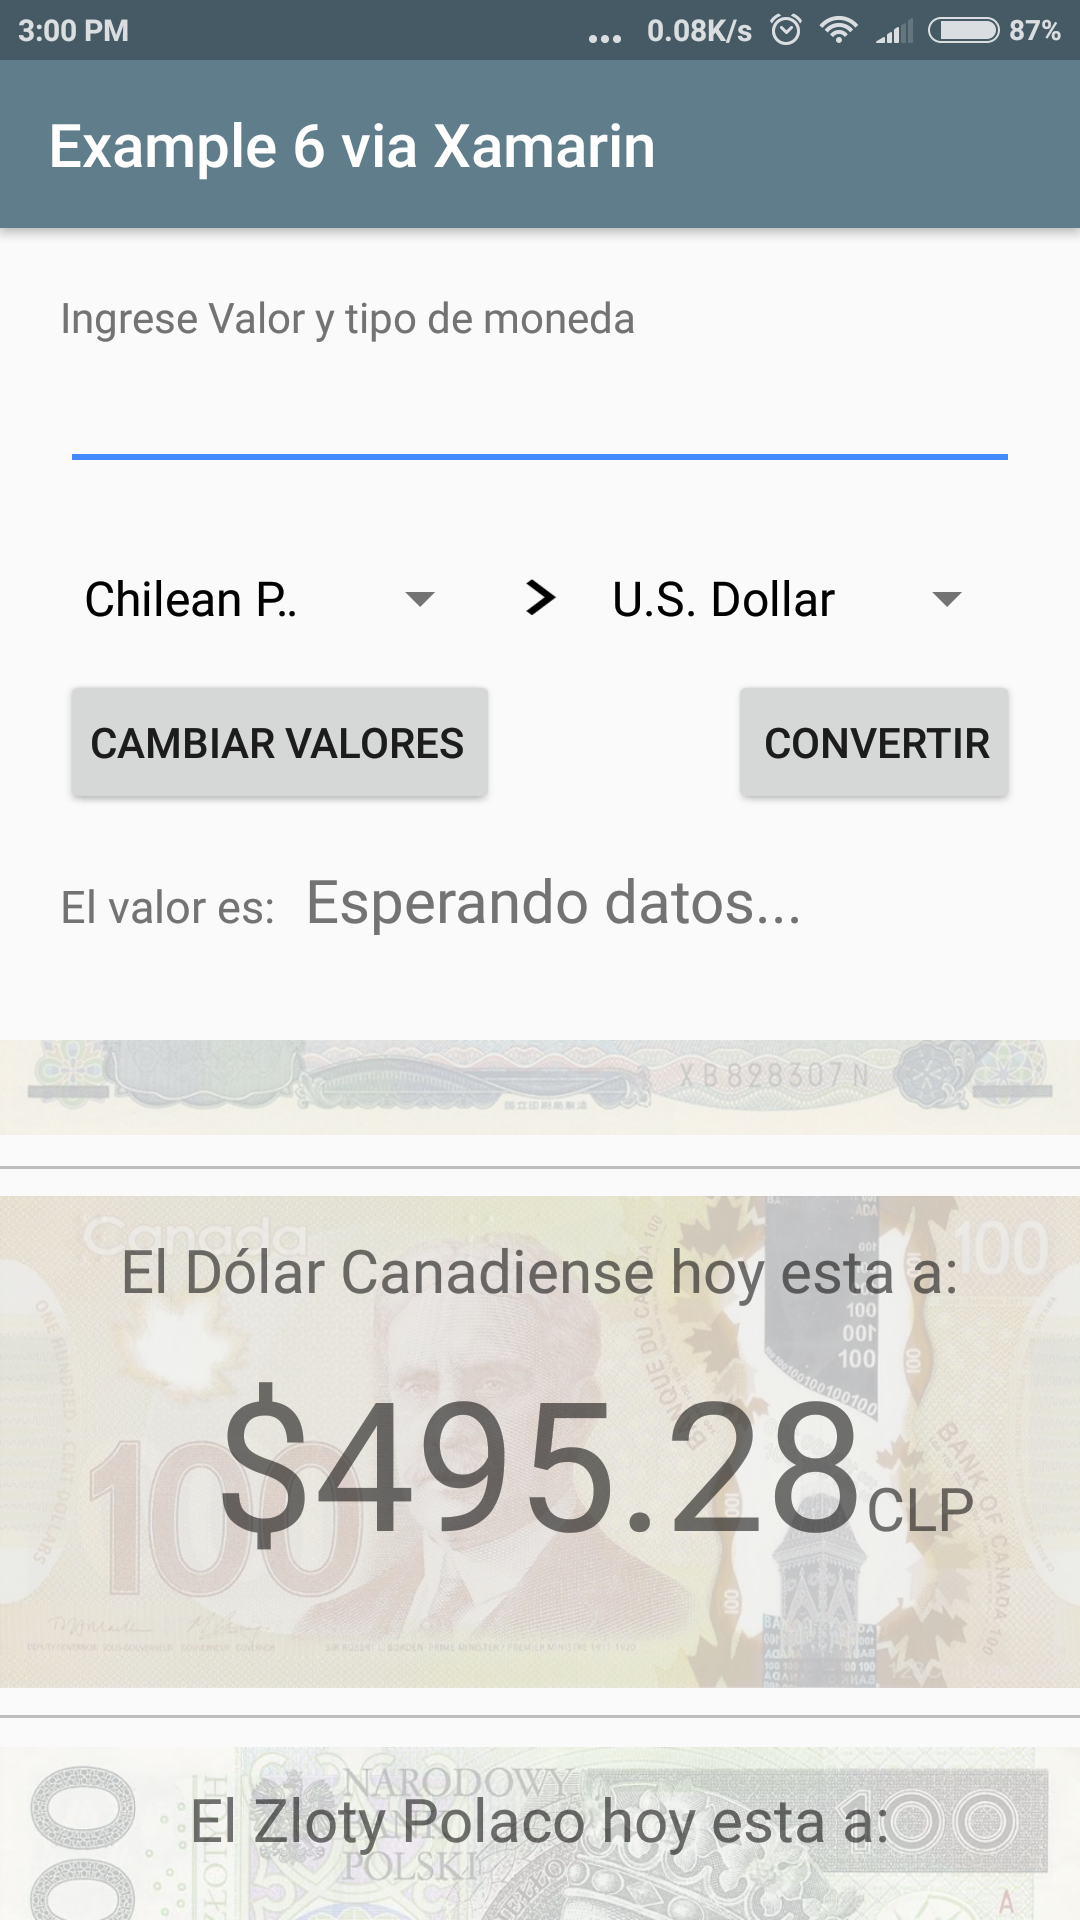 3:00 PM ... 0.08K/s 87%
Example 6 via Xamarin
Ingrese Valor y tipo de moneda
Chilean P.. > U.S. Dollar
CAMBIAR VALORES CONVERTIR
El valor es: Esperando datos...
XB828307N
Canada 100
El Dólar Canadiense hoy esta a:
$495.28 CLP
100
BANK OF CANADA
NARODOWY
El Zloty Polaco hoy esta a: 100
POLSKI
A